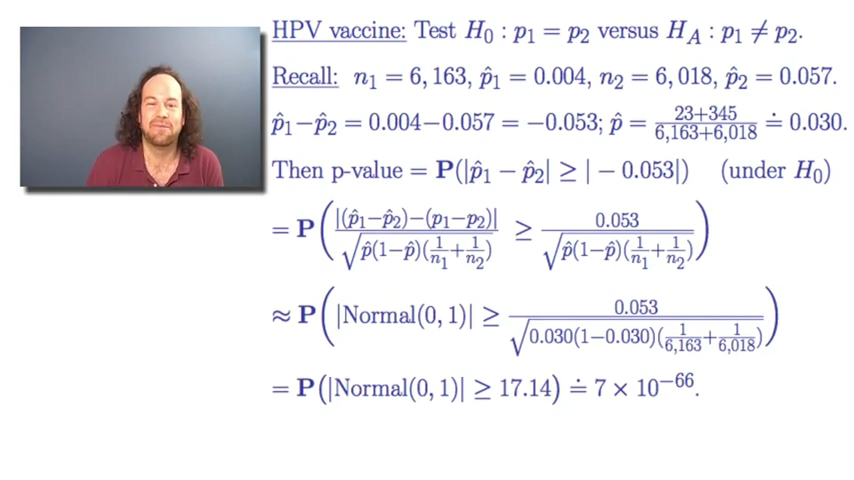 HPV vaccine: Test H₀ : p₁ = p₂ versus H_A : p₁ ≠ p₂.
Recall: n₁ = 6,163, p̂₁ = 0.004, n₂ = 6,018, p̂₂ = 0.057.
p̂₁−p̂₂ = 0.004−0.057 = −0.053; p̂ = (23+345)/(6,163+6,018) ≐ 0.030.
Then p-value = P(|p̂₁ − p̂₂| ≥ | − 0.053|) (under H₀)
= P( |(p̂₁−p̂₂)−(p₁−p₂)| / √(p̂(1−p̂)(1/n₁+1/n₂)) ≥ 0.053 / √(p̂(1−p̂)(1/n₁+1/n₂)) )
≈ P( |Normal(0, 1)| ≥ 0.053 / √(0.030(1−0.030)(1/6,163+1/6,018)) )
= P(|Normal(0, 1)| ≥ 17.14) ≐ 7 × 10⁻⁶⁶.